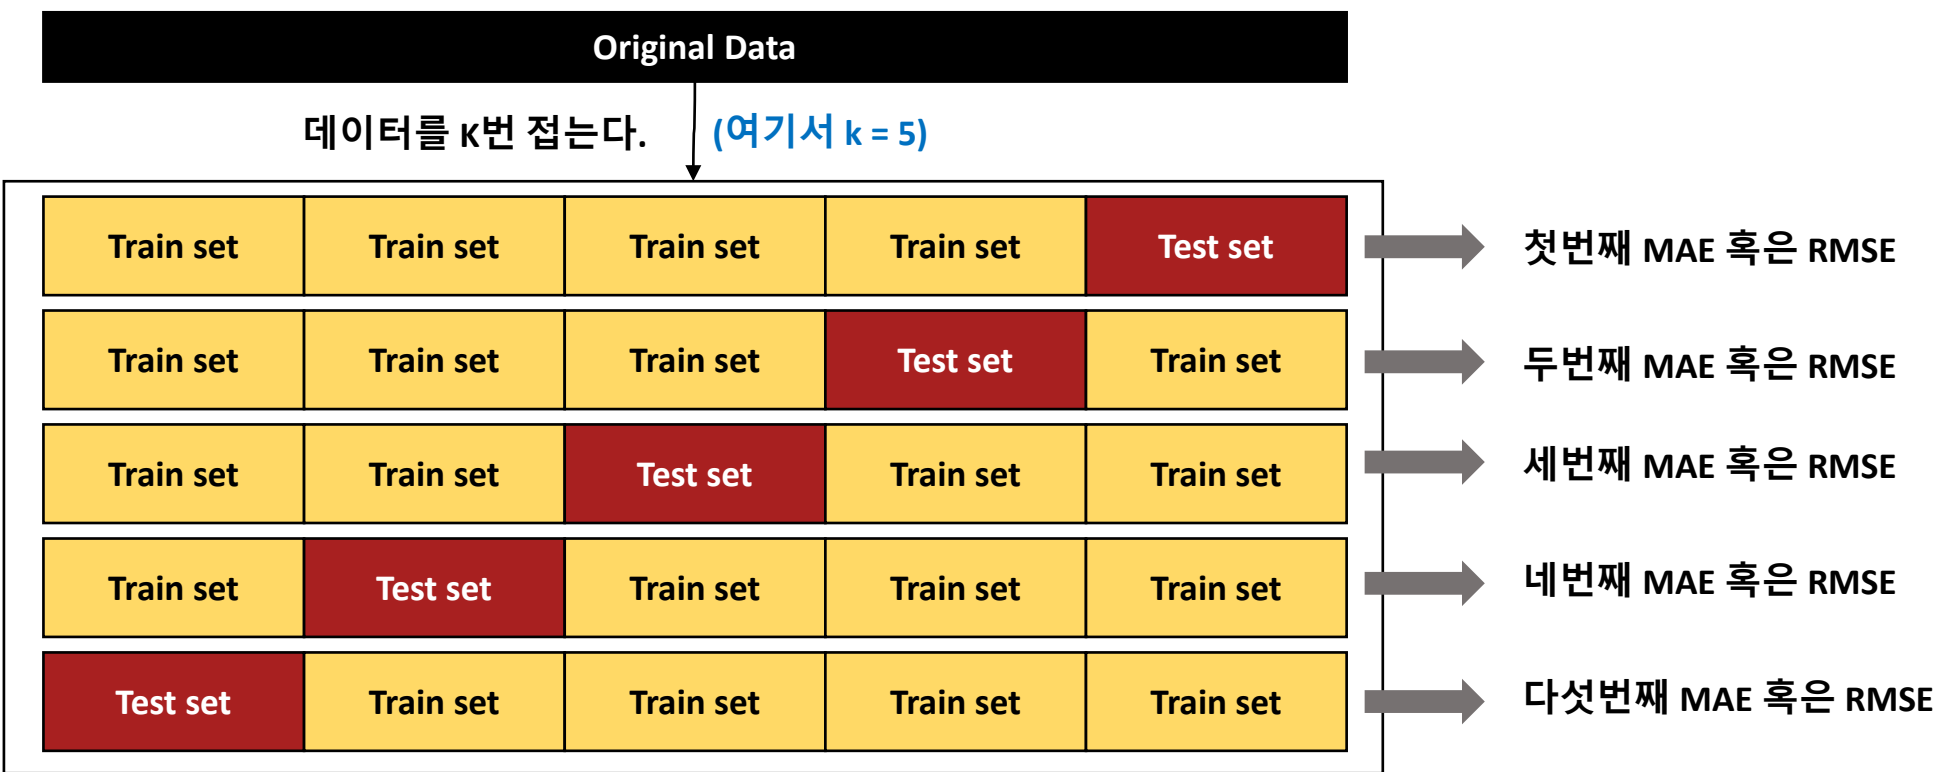 Original Data
데이터를 K번 접는다. (여기서 k = 5)
Train set Train set Train set Train set Test set 첫번째 MAE 혹은 RMSE
Train set Train set Train set Test set Train set 두번째 MAE 혹은 RMSE
Train set Train set Test set Train set Train set 세번째 MAE 혹은 RMSE
Train set Test set Train set Train set Train set 네번째 MAE 혹은 RMSE
Test set Train set Train set Train set Train set 다섯번째 MAE 혹은 RMSE